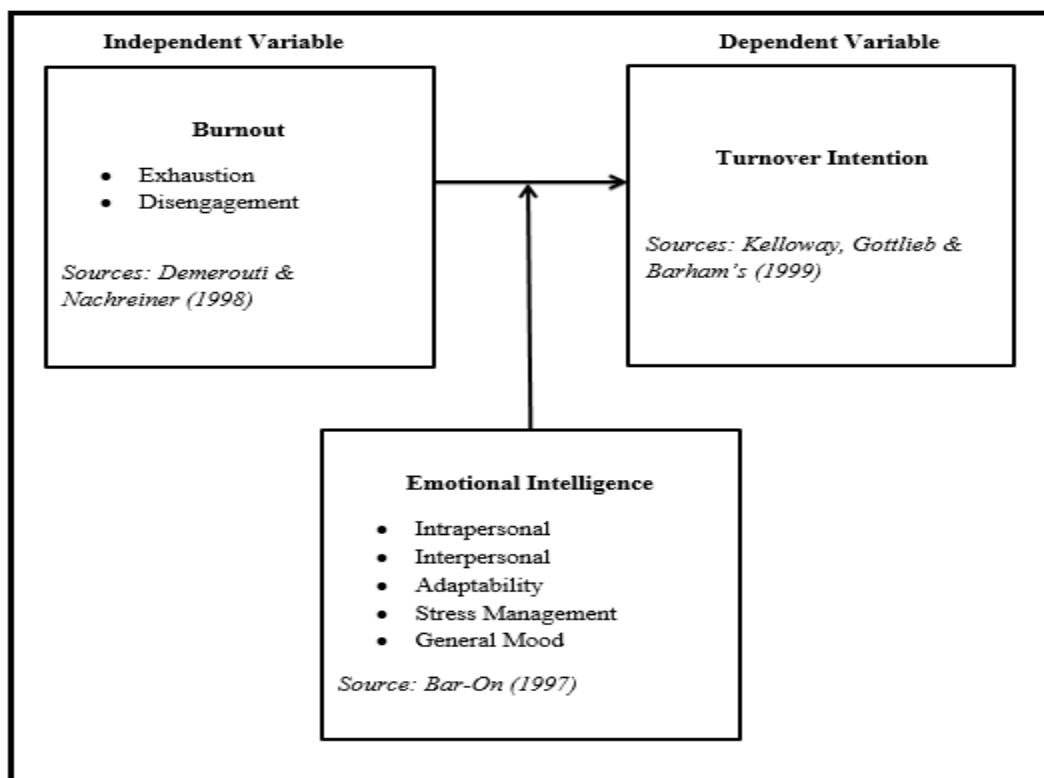 Independent Variable
Dependent Variable
Burnout
• Exhaustion
• Disengagement
Sources: Demerouti &
Nachreiner (1998)
Turnover Intention
Sources: Kelloway, Gottlieb &
Barham’s (1999)
Emotional Intelligence
• Intrapersonal
• Interpersonal
• Adaptability
• Stress Management
• General Mood
Source: Bar-On (1997)